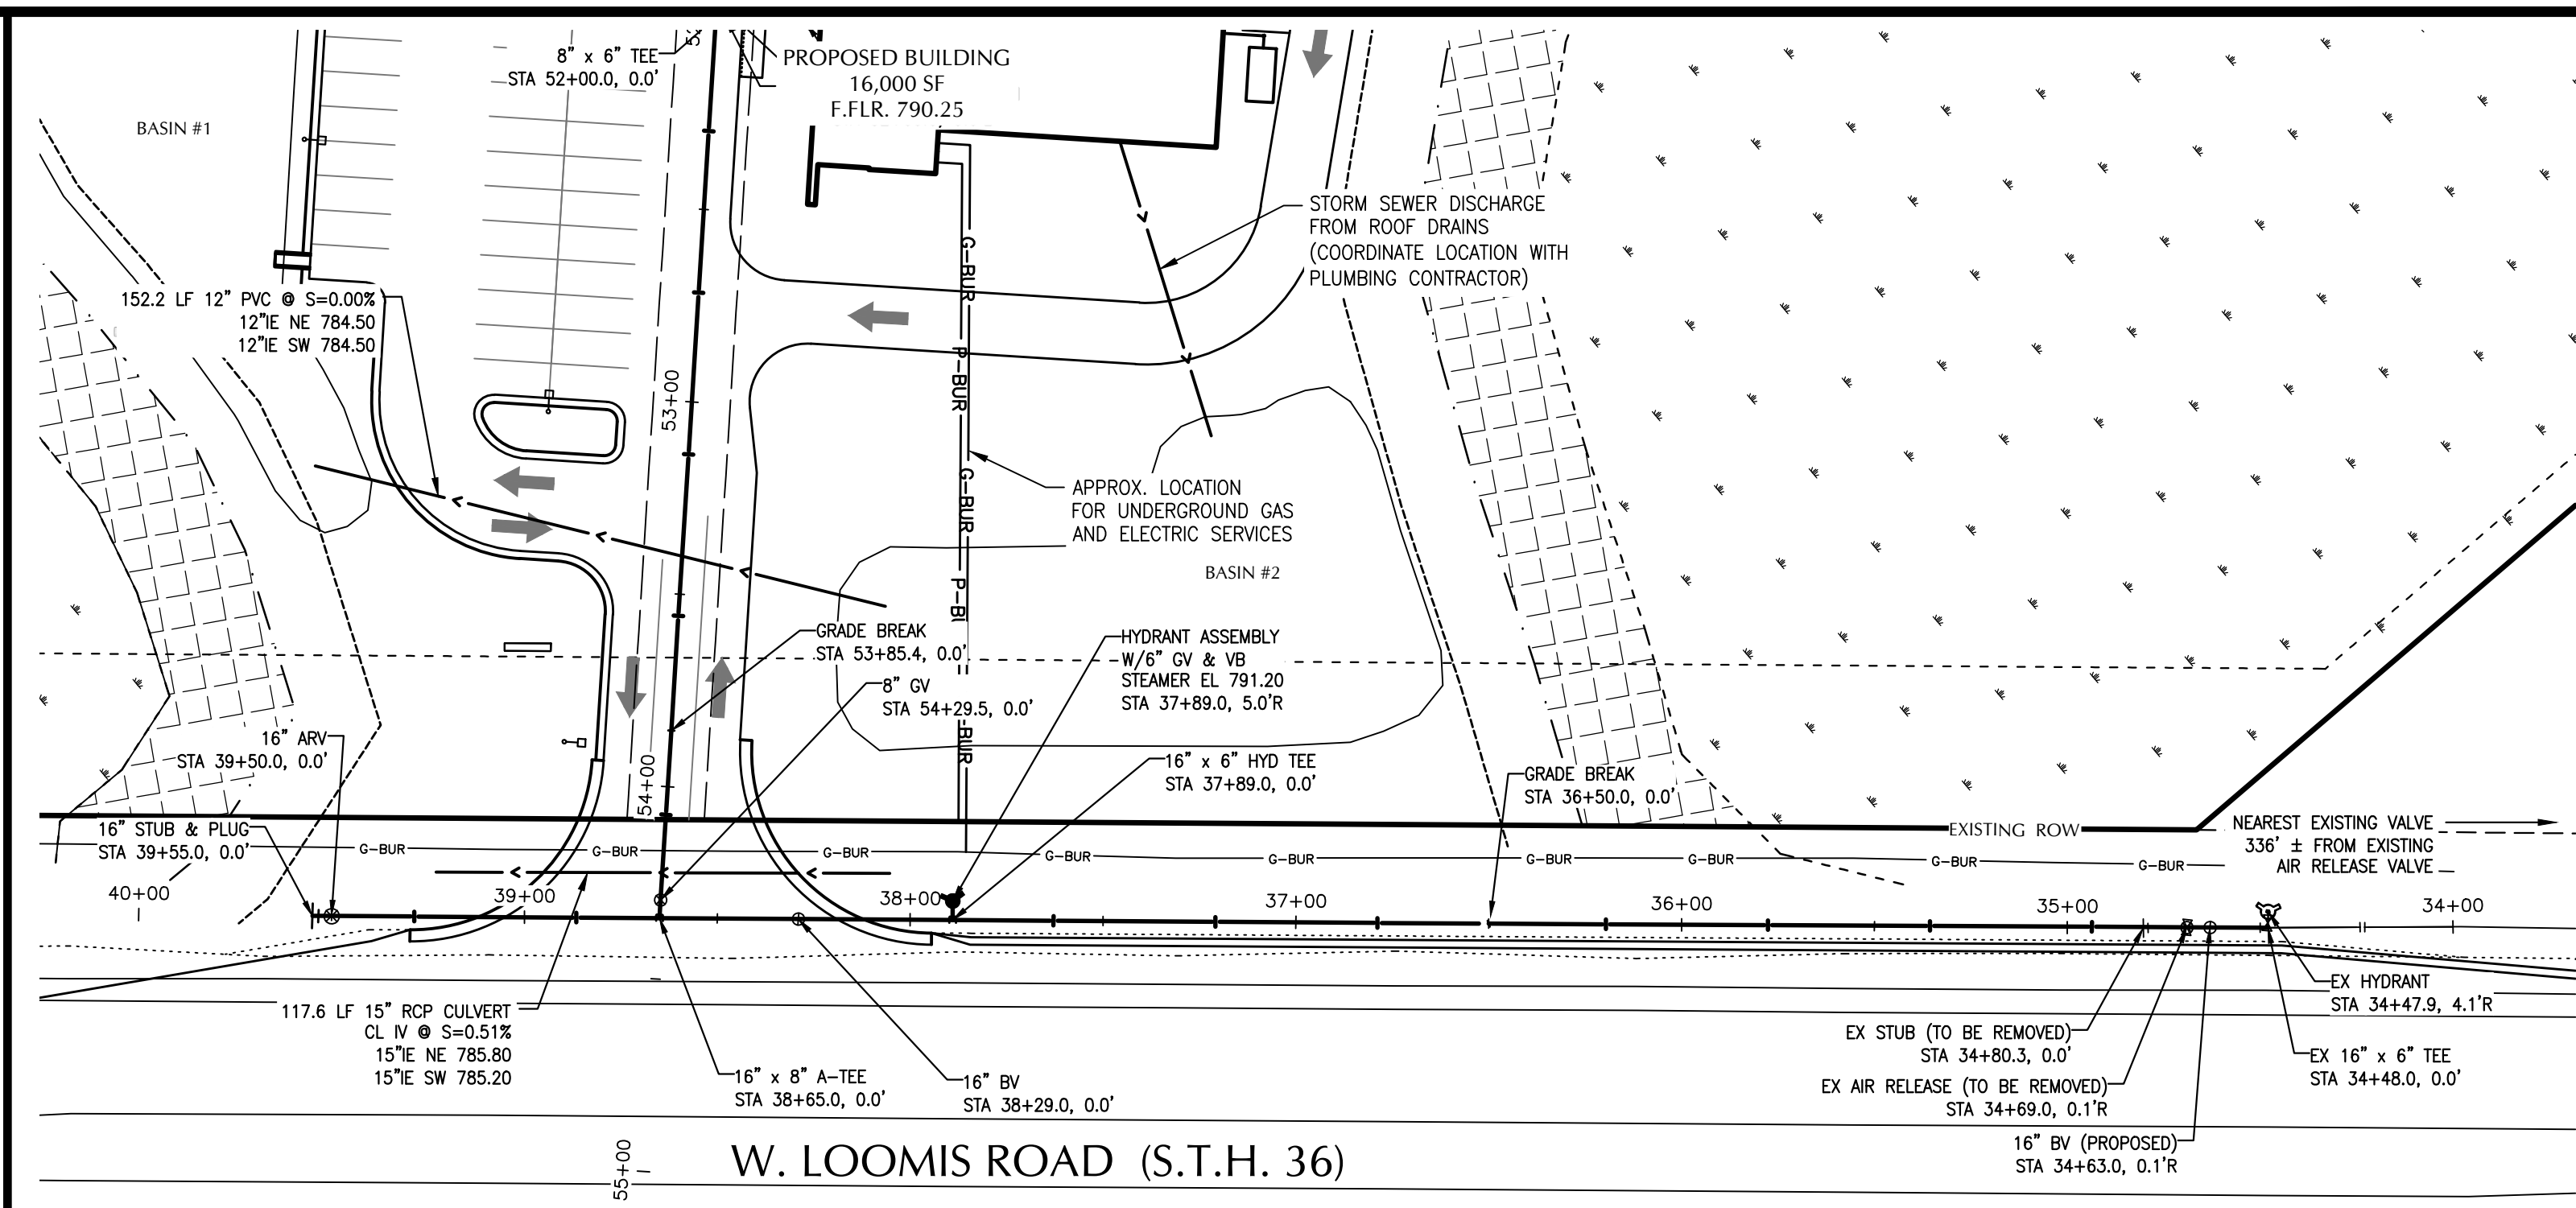 8" x 6" TEE
STA 52+00.0, 0.0'
PROPOSED BUILDING
16,000 SF
F.FLR. 790.25
BASIN #1
STORM SEWER DISCHARGE
FROM ROOF DRAINS
(COORDINATE LOCATION WITH
PLUMBING CONTRACTOR)
G-BUR
152.2 LF 12" PVC @ S=0.00%
12"IE NE 784.50
12"IE SW 784.50
P-BUR
53+00
G-BUR
APPROX. LOCATION
FOR UNDERGROUND GAS
AND ELECTRIC SERVICES
BASIN #2
GRADE BREAK
STA 53+85.4, 0.0'
HYDRANT ASSEMBLY
W/6" GV & VB
STEAMER EL 791.20
STA 37+89.0, 5.0'R
8" GV
STA 54+29.5, 0.0'
16" ARV
STA 39+50.0, 0.0'
BUR
54+00
16" x 6" HYD TEE
STA 37+89.0, 0.0'
GRADE BREAK
STA 36+50.0, 0.0'
16" STUB & PLUG
STA 39+55.0, 0.0'
EXISTING ROW
NEAREST EXISTING VALVE
336' ± FROM EXISTING
AIR RELEASE VALVE
G-BUR G-BUR G-BUR G-BUR G-BUR G-BUR G-BUR G-BUR G-BUR
40+00 39+00 38+00 37+00 36+00 35+00 34+00
117.6 LF 15" RCP CULVERT
CL IV @ S=0.51%
15"IE NE 785.80
15"IE SW 785.20
EX HYDRANT
STA 34+47.9, 4.1'R
EX STUB (TO BE REMOVED)
STA 34+80.3, 0.0'
EX 16" x 6" TEE
STA 34+48.0, 0.0'
16" x 8" A-TEE
STA 38+65.0, 0.0'
16" BV
STA 38+29.0, 0.0'
EX AIR RELEASE (TO BE REMOVED)
STA 34+69.0, 0.1'R
16" BV (PROPOSED)
STA 34+63.0, 0.1'R
55+00
W. LOOMIS ROAD (S.T.H. 36)